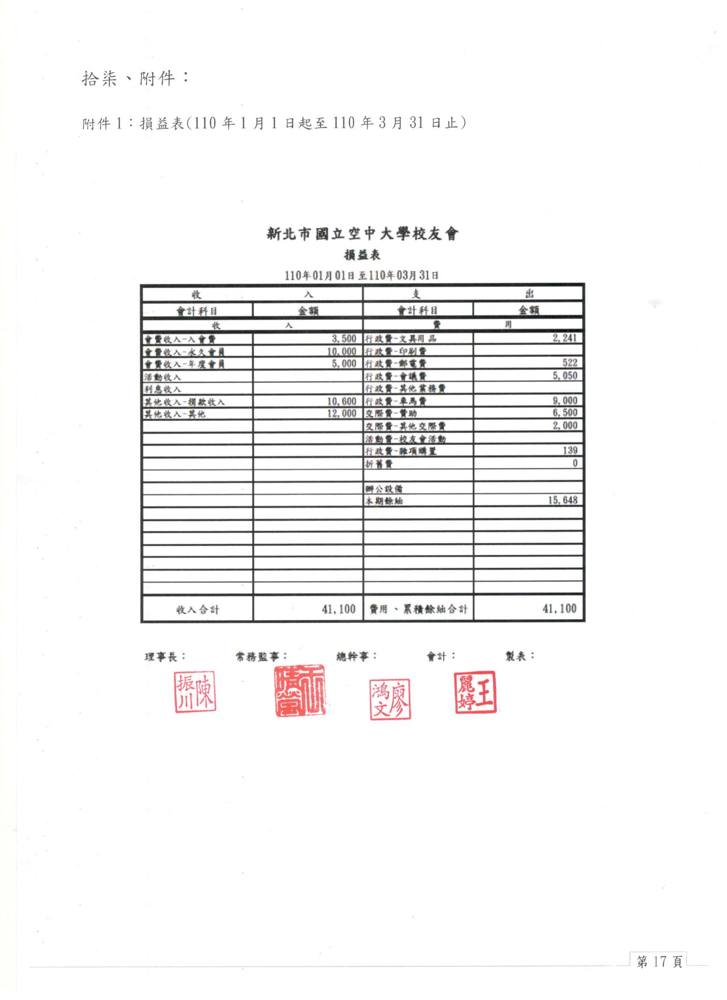 拾柒、附件：
附件1：損益表(110年1月1日起至110年3月31日止)
新北市國立空中大學校友會
損益表
110年01月01日至110年03月31日
收 入 支 出
會計科目 金額 會計科目 金額
收 入 費 用
會費收入-入會費 3,500 行政費-文具用品 2,241
會費收入-永久會員 10,000 行政費-印刷費
會費收入-年度會員 5,000 行政費-郵電費 522
活動收入 行政費-會議費 5,050
利息收入 行政費-其他業務費
其他收入-捐款收入 10,600 行政費-車馬費 9,000
其他收入-其他 12,000 交際費-贊助 6,500
交際費-其他交際費 2,000
活動費-校友會活動
行政費-雜項購置 139
折舊費 0
辦公設備
本期餘絀 15,648
收入合計 41,100 費用、累積餘絀合計 41,100
理事長： 常務監事： 總幹事： 會計： 製表：
陳振川 廖鴻文 王麗婷
第 17 頁